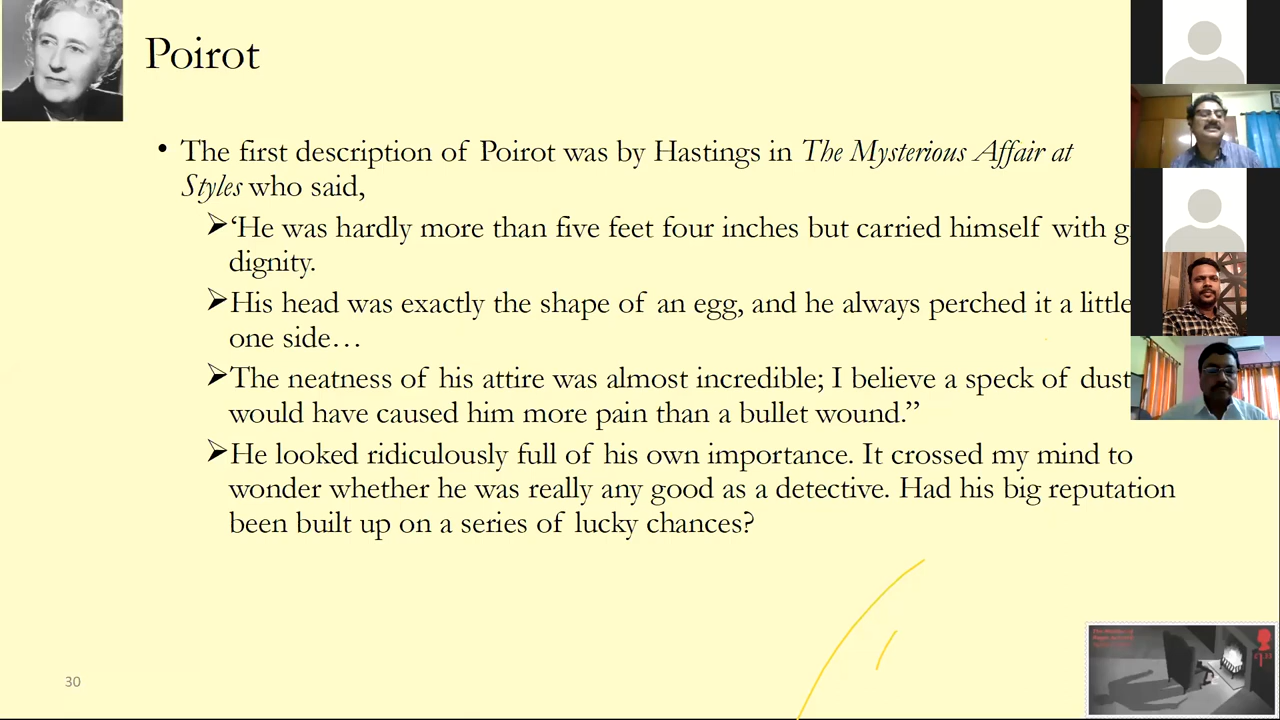 Poirot
• The first description of Poirot was by Hastings in The Mysterious Affair at
Styles who said,
➢‘He was hardly more than five feet four inches but carried himself with g
dignity.
➢His head was exactly the shape of an egg, and he always perched it a little
one side…
➢The neatness of his attire was almost incredible; I believe a speck of dust
would have caused him more pain than a bullet wound.”
➢He looked ridiculously full of his own importance. It crossed my mind to
wonder whether he was really any good as a detective. Had his big reputation
been built up on a series of lucky chances?
30